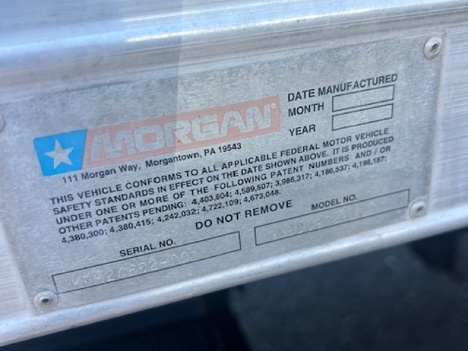 MORGAN®
111 Morgan Way, Morgantown, PA 19543
DATE MANUFACTURED
MONTH
YEAR
THIS VEHICLE CONFORMS TO ALL APPLICABLE FEDERAL MOTOR VEHICLE
SAFETY STANDARDS IN EFFECT ON THE DATE SHOWN ABOVE. IT IS PRODUCED
UNDER ONE OR MORE OF THE FOLLOWING PATENT NUMBERS AND / OR
OTHER PATENTS PENDING: 4,403,804; 4,589,507; 3,986,317; 4,186,537; 4,196,187;
4,380,300; 4,380,415; 4,242,032; 4,722,109; 4,673,048.
DO NOT REMOVE
SERIAL NO.
MODEL NO.